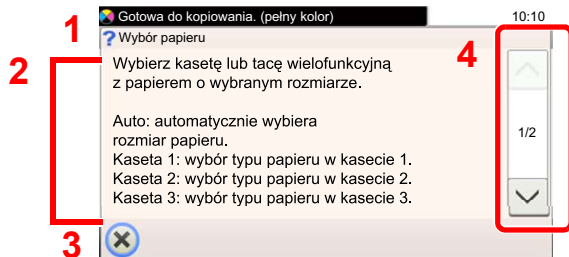 Gotowa do kopiowania. (pełny kolor) 10:10
1 Wybór papieru
2
Wybierz kasetę lub tacę wielofunkcyjną
z papierem o wybranym rozmiarze.
Auto: automatycznie wybiera
rozmiar papieru.
Kaseta 1: wybór typu papieru w kasecie 1.
Kaseta 2: wybór typu papieru w kasecie 2.
Kaseta 3: wybór typu papieru w kasecie 3.
3
4
1/2